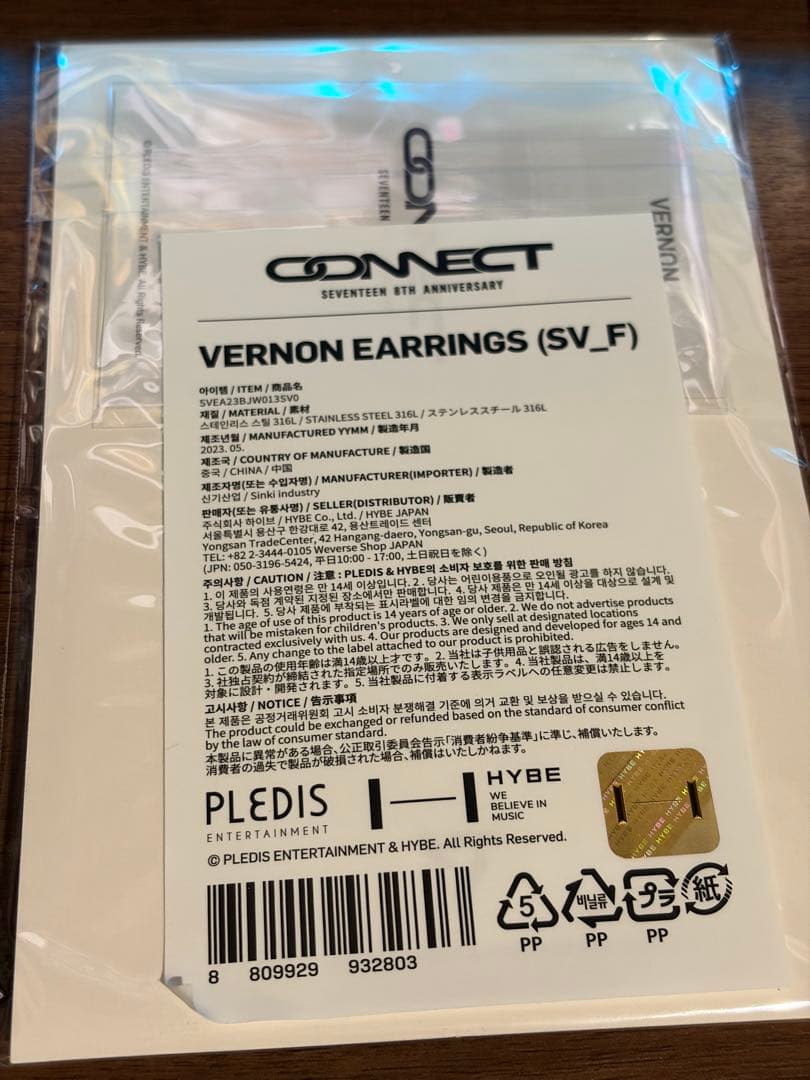 © PLEDIS ENTERTAINMENT & HYBE. All Rights Reserved.
SEVENTEEN
VERNON
CONNECT
SEVENTEEN 8TH ANNIVERSARY
VERNON EARRINGS (SV_F)
아이템 / ITEM / 商品名
SVEA23BJW013SV0
재질 / MATERIAL / 素材
스테인리스 스틸 316L / STAINLESS STEEL 316L / ステンレススチール 316L
제조년월 / MANUFACTURED YYMM / 製造年月
2023. 05.
제조국 / COUNTRY OF MANUFACTURE / 製造国
중국 / CHINA / 中国
제조자명(또는 수입자명) / MANUFACTURER(IMPORTER) / 製造者
신기산업 / Sinki industry
판매자(또는 유통사명) / SELLER(DISTRIBUTOR) / 販賣者
주식회사 하이브 / HYBE Co., Ltd. / HYBE JAPAN
서울특별시 용산구 한강대로 42, 용산트레이드 센터
Yongsan TradeCenter, 42 Hangang-daero, Yongsan-gu, Seoul, Republic of Korea
TEL: +82 2-3444-0105 Weverse Shop JAPAN
(JPN: 050-3196-5424, 平日10:00 - 17:00, 土日祝日を除く)
주의사항 / CAUTION / 注意 : PLEDIS & HYBE의 소비자 보호를 위한 판매 방침
1. 이 제품의 사용연령은 만 14세 이상입니다. 2. 당사는 어린이용품으로 오인될 광고를 하지 않습니다.
3. 당사와 독점 계약된 지정된 장소에서만 판매합니다. 4. 당사 제품은 만 14세 이상을 대상으로 설계 및
개발됩니다. 5. 당사 제품에 부착되는 표시라벨에 대한 임의 변경을 금지합니다.
1. The age of use of this product is 14 years of age or older. 2. We do not advertise products
that will be mistaken for children's products. 3. We only sell at designated locations
contracted exclusively with us. 4. Our products are designed and developed for ages 14 and
older. 5. Any change to the label attached to our product is prohibited.
1. この製品の使用年齢は満14歳以上才です。2. 当社は子供用品と誤認される広告をしません。
3. 社独占契約が締結された指定場所でのみ販売いたします。4. 当社製品は、満14歳以上を
対象に設計・開発されます。5. 当社製品に付着する表示ラベルへの任意変更は禁止します。
고시사항 / NOTICE / 告示事項
본 제품은 공정거래위원회 고시 소비자 분쟁해결 기준에 의거 교환 및 보상을 받으실 수 있습니다.
The product could be exchanged or refunded based on the standard of consumer conflict
by the law of consumer standard.
本製品に異常がある場合、公正取引委員会告示「消費者紛争基準」に準じ、補償いたします。
消費者の過失で製品が破損された場合、補償はいたしかねます。
PLEDIS
ENTERTAINMENT
HYBE
WE
BELIEVE IN
MUSIC
© PLEDIS ENTERTAINMENT & HYBE. All Rights Reserved.
8 809929 932803
5
PP
비닐류
PP
プラ
PP
紙